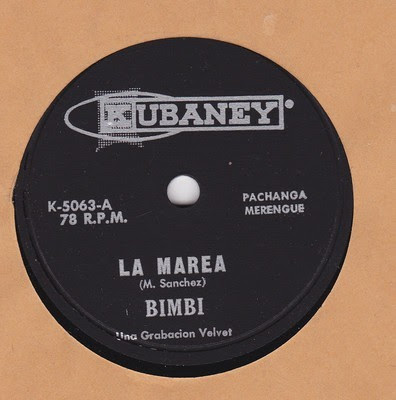 KUBANEY®
K-5063-A
78 R.P.M.
PACHANGA
MERENGUE
LA MAREA
(M. Sanchez)
BIMBI
Una Grabacion Velvet